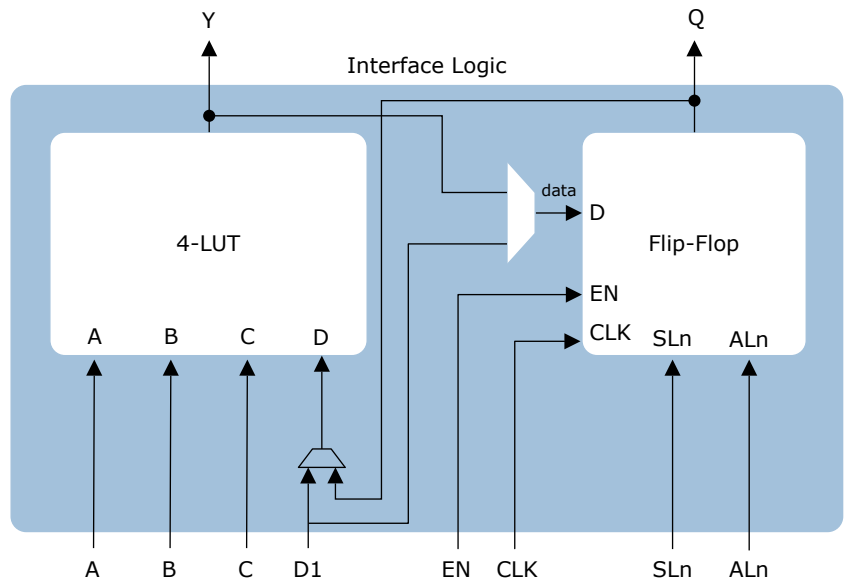 Y
Q
Interface Logic
data
D
4-LUT
Flip-Flop
EN
A
B
C
D
CLK
SLn
ALn
A
B
C
D1
EN
CLK
SLn
ALn